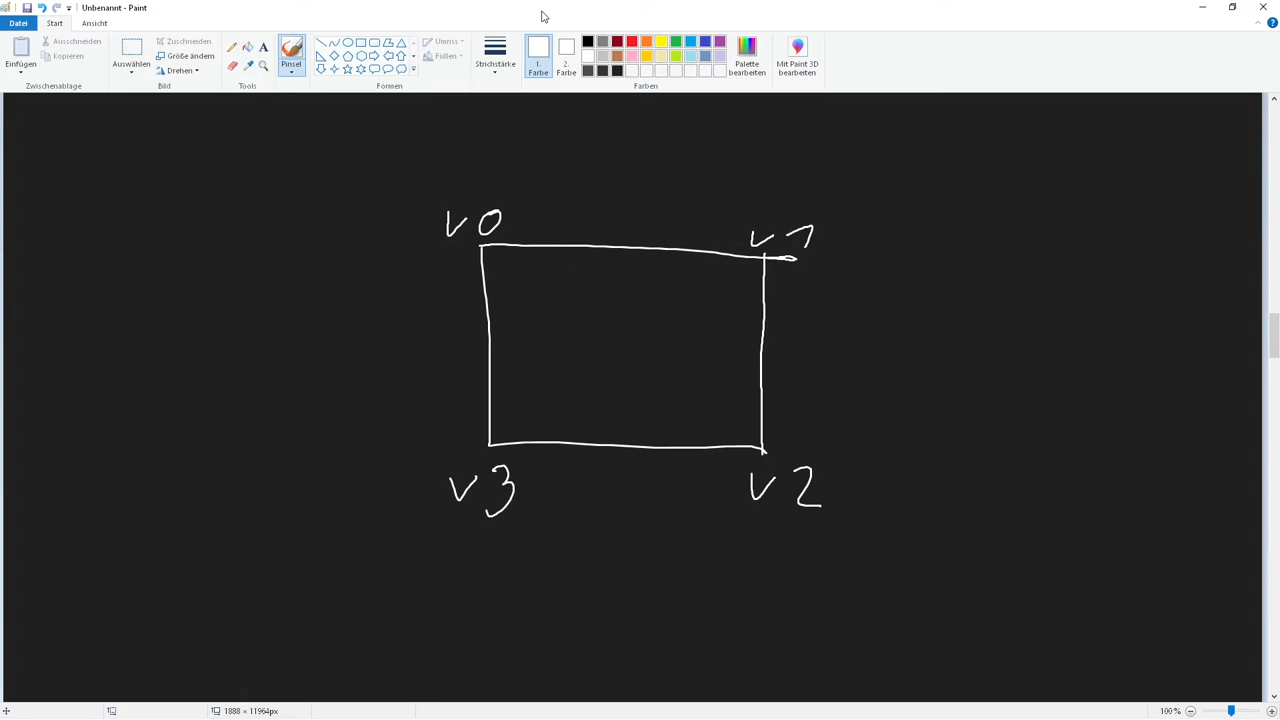 Unbenannt - Paint
Datei Start Ansicht
Einfügen
Ausschneiden
Kopieren
Zwischenablage
Auswählen
Zuschneiden
Größe ändern
Drehen
Bild
A
Tools
Pinsel
Umriss
Füllen
Formen
Strichstärke
1.
Farbe
2.
Farbe
Farben
Palette
bearbeiten
Mit Paint 3D
bearbeiten
v0 v1
v3 v2
1888 × 11964px
100 %